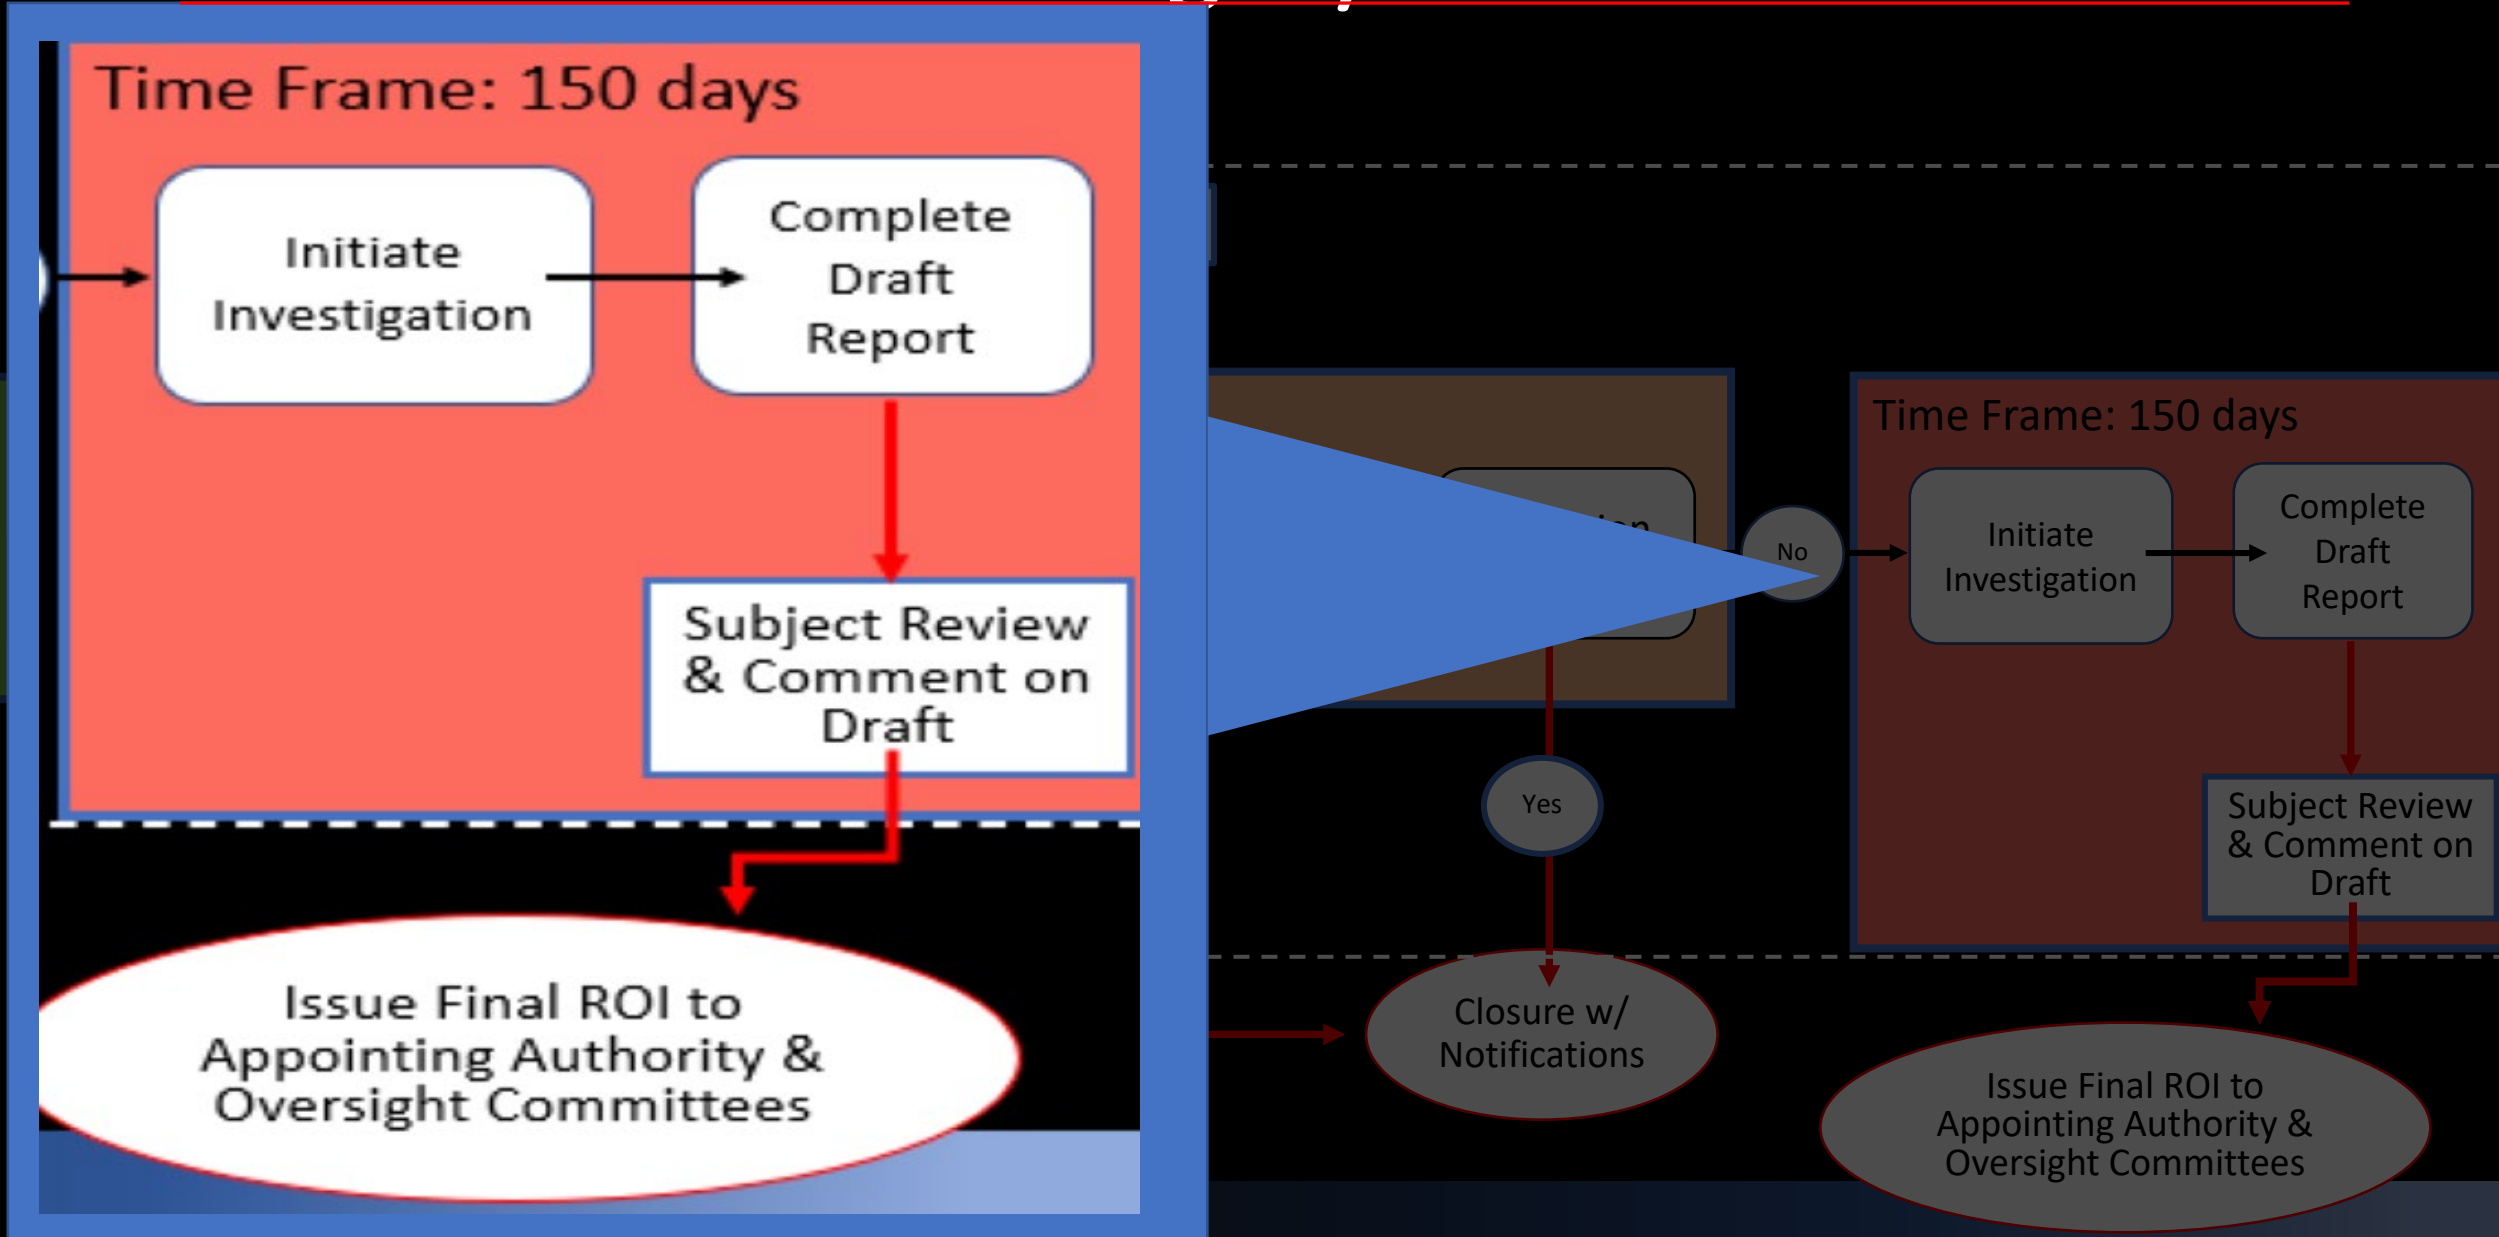 Time Frame: 150 days
Initiate
Investigation
Complete
Draft
Report
Subject Review
& Comment on
Draft
Issue Final ROI to
Appointing Authority &
Oversight Committees
No
Yes
Closure w/
Notifications
Time Frame: 150 days
Initiate
Investigation
Complete
Draft
Report
Subject Review
& Comment on
Draft
Issue Final ROI to
Appointing Authority &
Oversight Committees